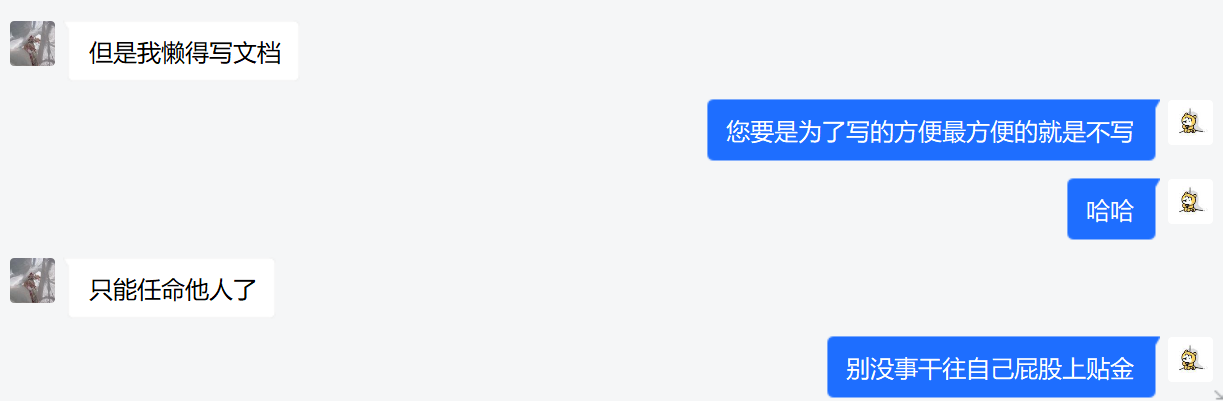 但是我懒得写文档
您要是为了写的方便最方便的就是不写
哈哈
只能任命他人了
别没事干往自己屁股上贴金